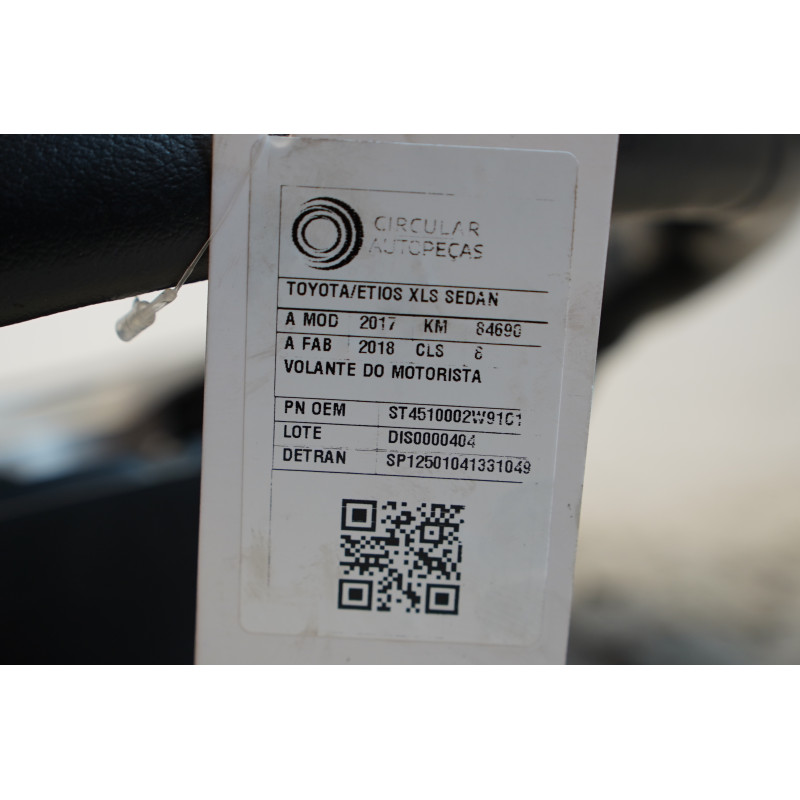 CIRCULAR
AUTOPEÇAS
TOYOTA/ETIOS XLS SEDAN
A MOD 2017 KM 84690
A FAB 2018 CLS
VOLANTE DO MOTORISTA
PN OEM ST4510002W91C1
LOTE DIS0000404
DETRAN SP12501041331049